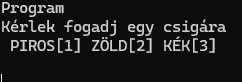 Program
Kérlek fogadj egy csigára
PIROS[1] ZÖLD[2] KÉK[3]